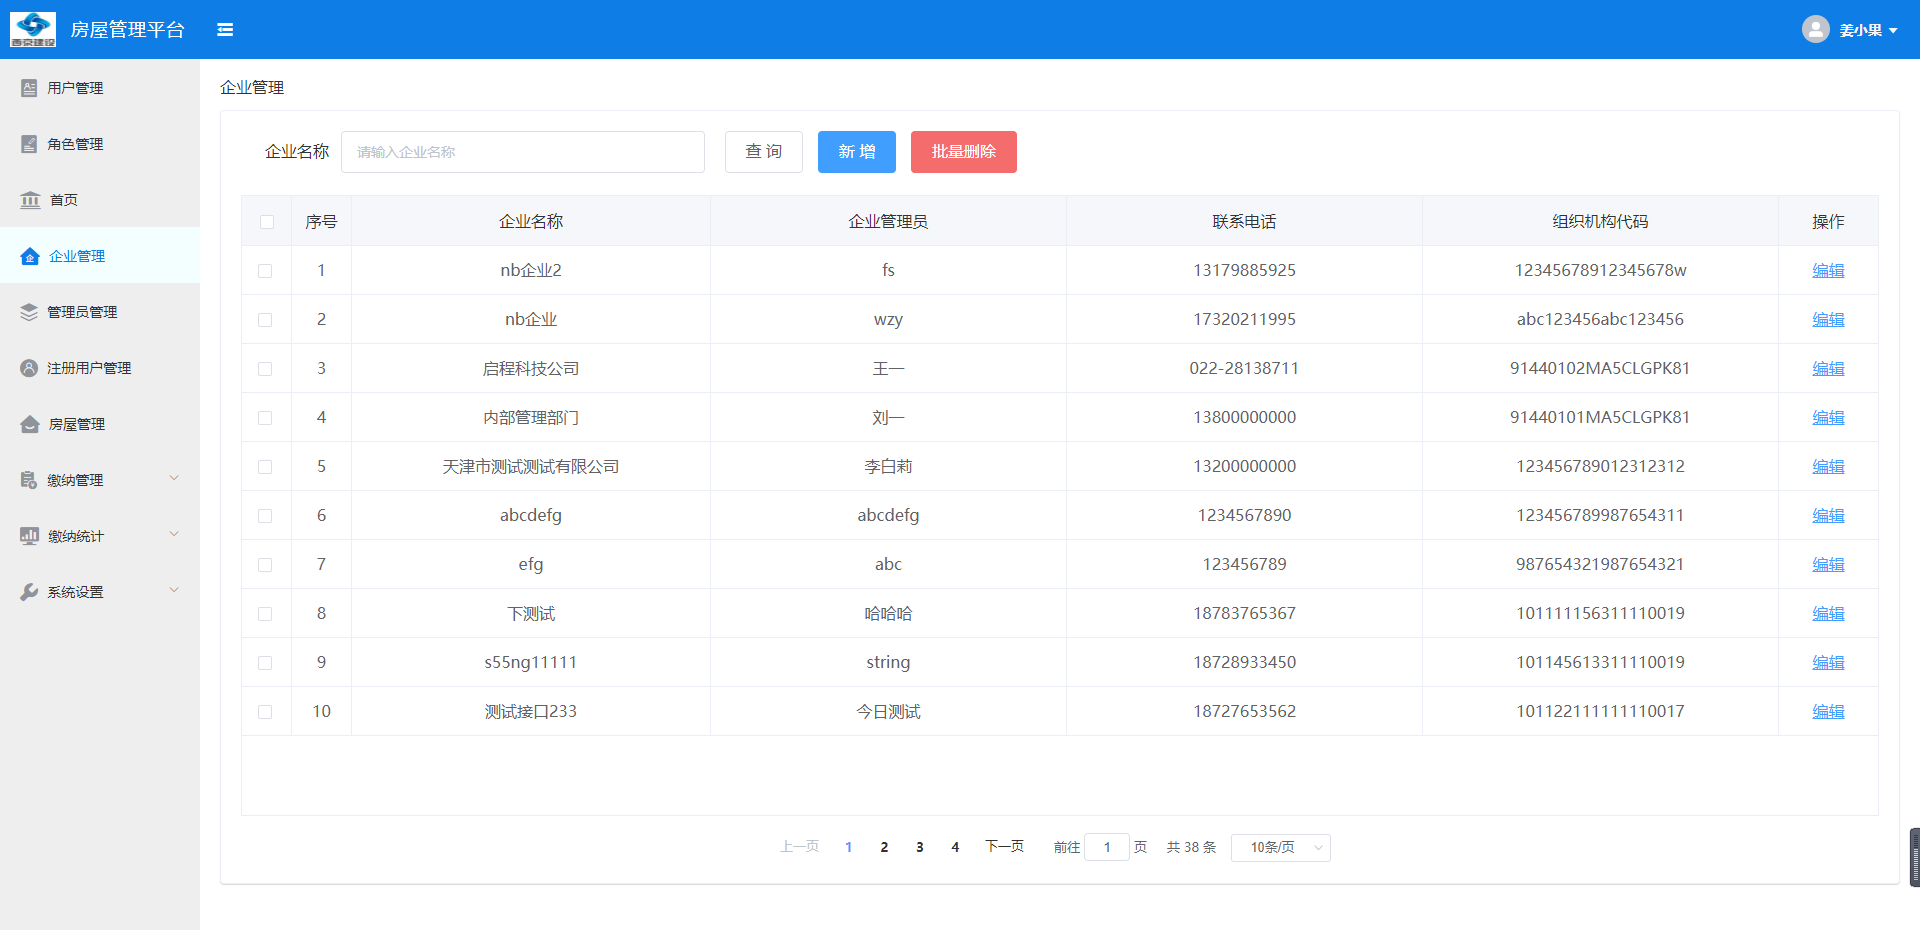 西京建设
房屋管理平台
姜小果
用户管理
角色管理
首页
企业管理
管理员管理
注册用户管理
房屋管理
缴纳管理
缴纳统计
系统设置
企业管理
企业名称 请输入企业名称 查 询 新 增 批量删除
序号 企业名称 企业管理员 联系电话 组织机构代码 操作
1 nb企业2 fs 13179885925 12345678912345678w 编辑
2 nb企业 wzy 17320211995 abc123456abc123456 编辑
3 启程科技公司 王一 022-28138711 91440102MA5CLGPK81 编辑
4 内部管理部门 刘一 13800000000 91440101MA5CLGPK81 编辑
5 天津市测试测试有限公司 李白莉 13200000000 123456789012312312 编辑
6 abcdefg abcdefg 1234567890 123456789987654311 编辑
7 efg abc 123456789 987654321987654321 编辑
8 下测试 哈哈哈 18783765367 101111156311110019 编辑
9 s55ng11111 string 18728933450 101145613311110019 编辑
10 测试接口233 今日测试 18727653562 101122111111110017 编辑
上一页 1 2 3 4 下一页 前往 1 页 共 38 条 10条/页